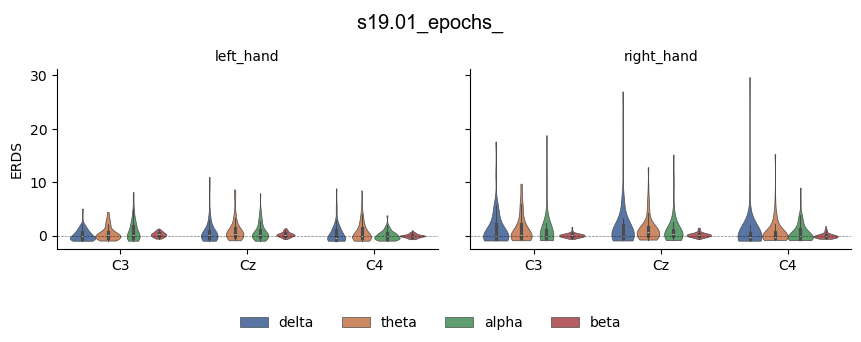 s19.01_epochs_
left_hand
right_hand
ERDS
30
20
10
0
C3 Cz C4
C3 Cz C4
delta theta alpha beta